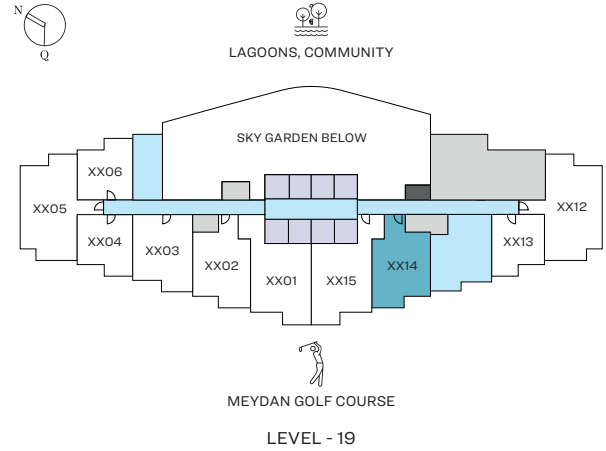 N
Q
LAGOONS, COMMUNITY
SKY GARDEN BELOW
XX06
XX05
XX12
XX04
XX03
XX13
XX02
XX14
XX01
XX15
MEYDAN GOLF COURSE
LEVEL - 19